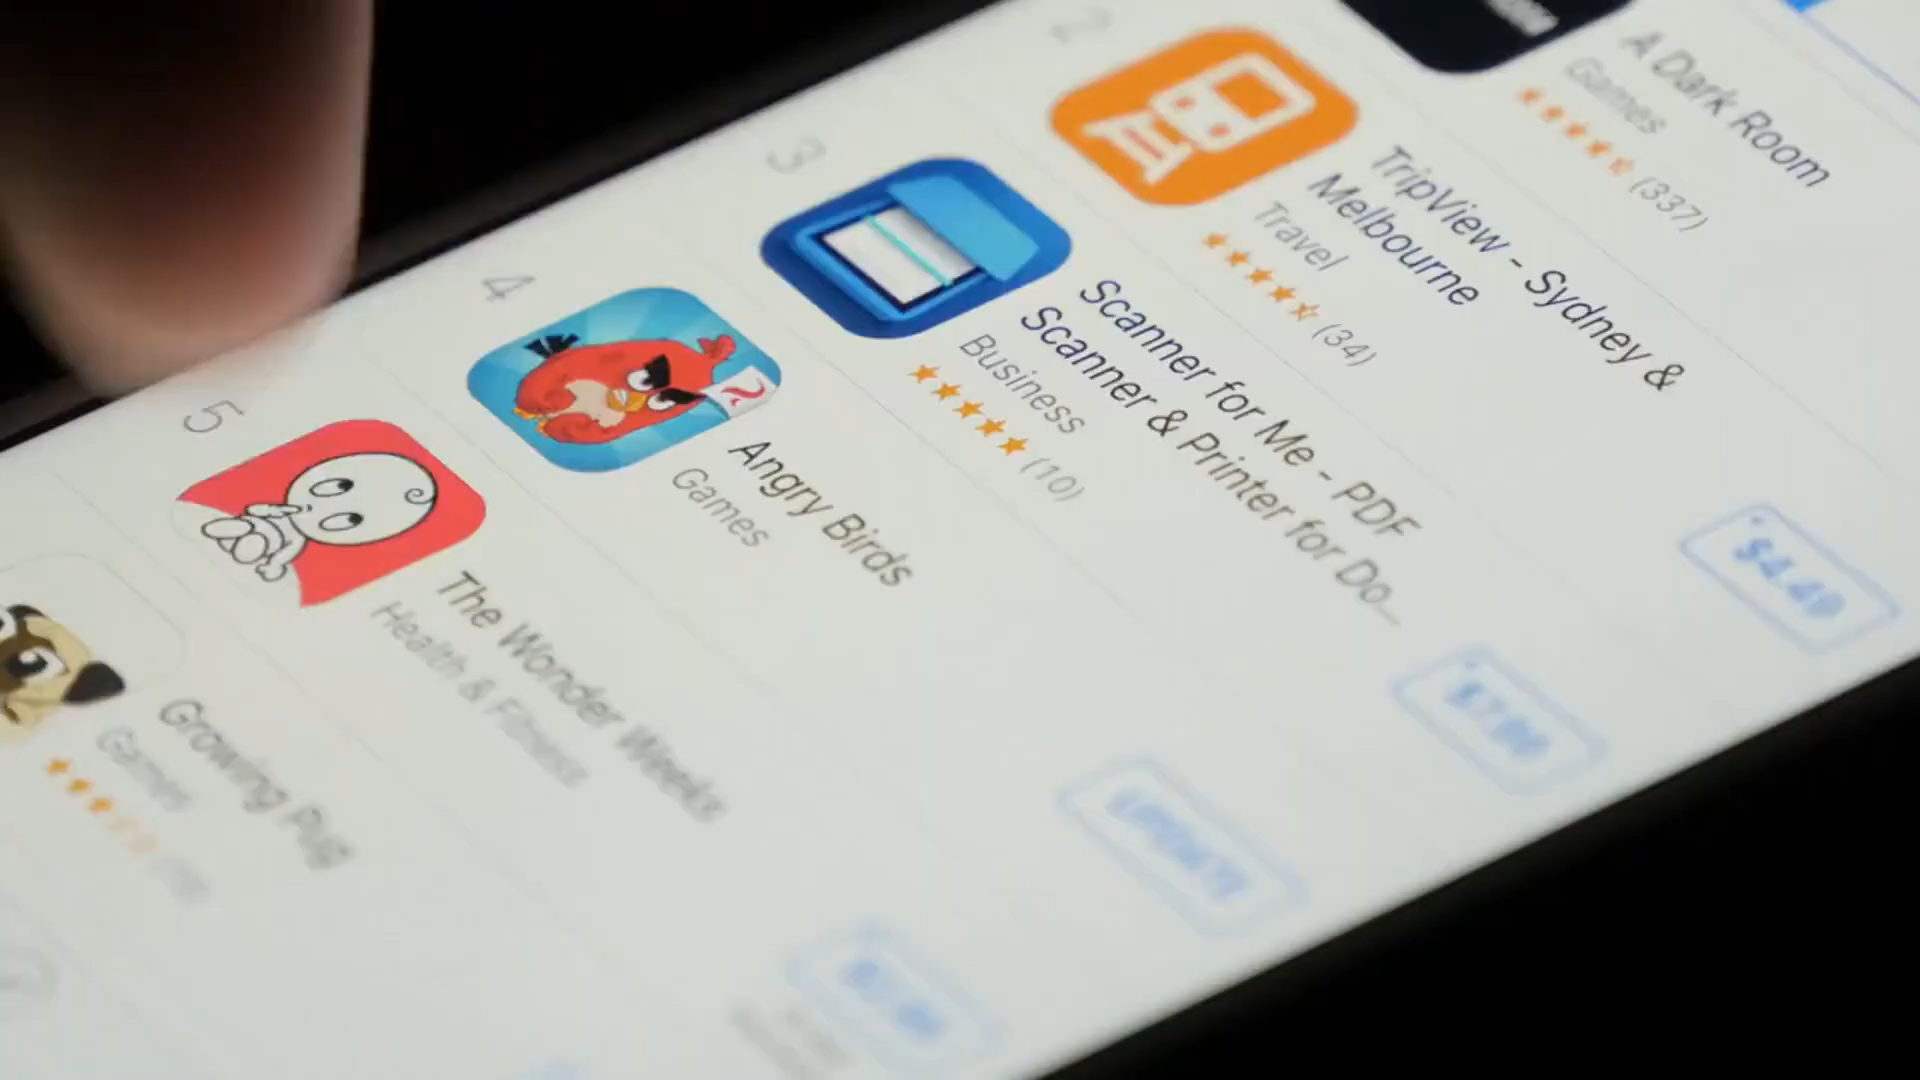 A Dark Room
Games
(337)
2
TripView - Sydney &
Melbourne
Travel
(34)
$4.49
3
Scanner for Me - PDF
Scanner & Printer for Do...
Business
(10)
4
Angry Birds
Games
UPDATE
5
The Wonder Weeks
Health & Fitness
Growing Pug
Games